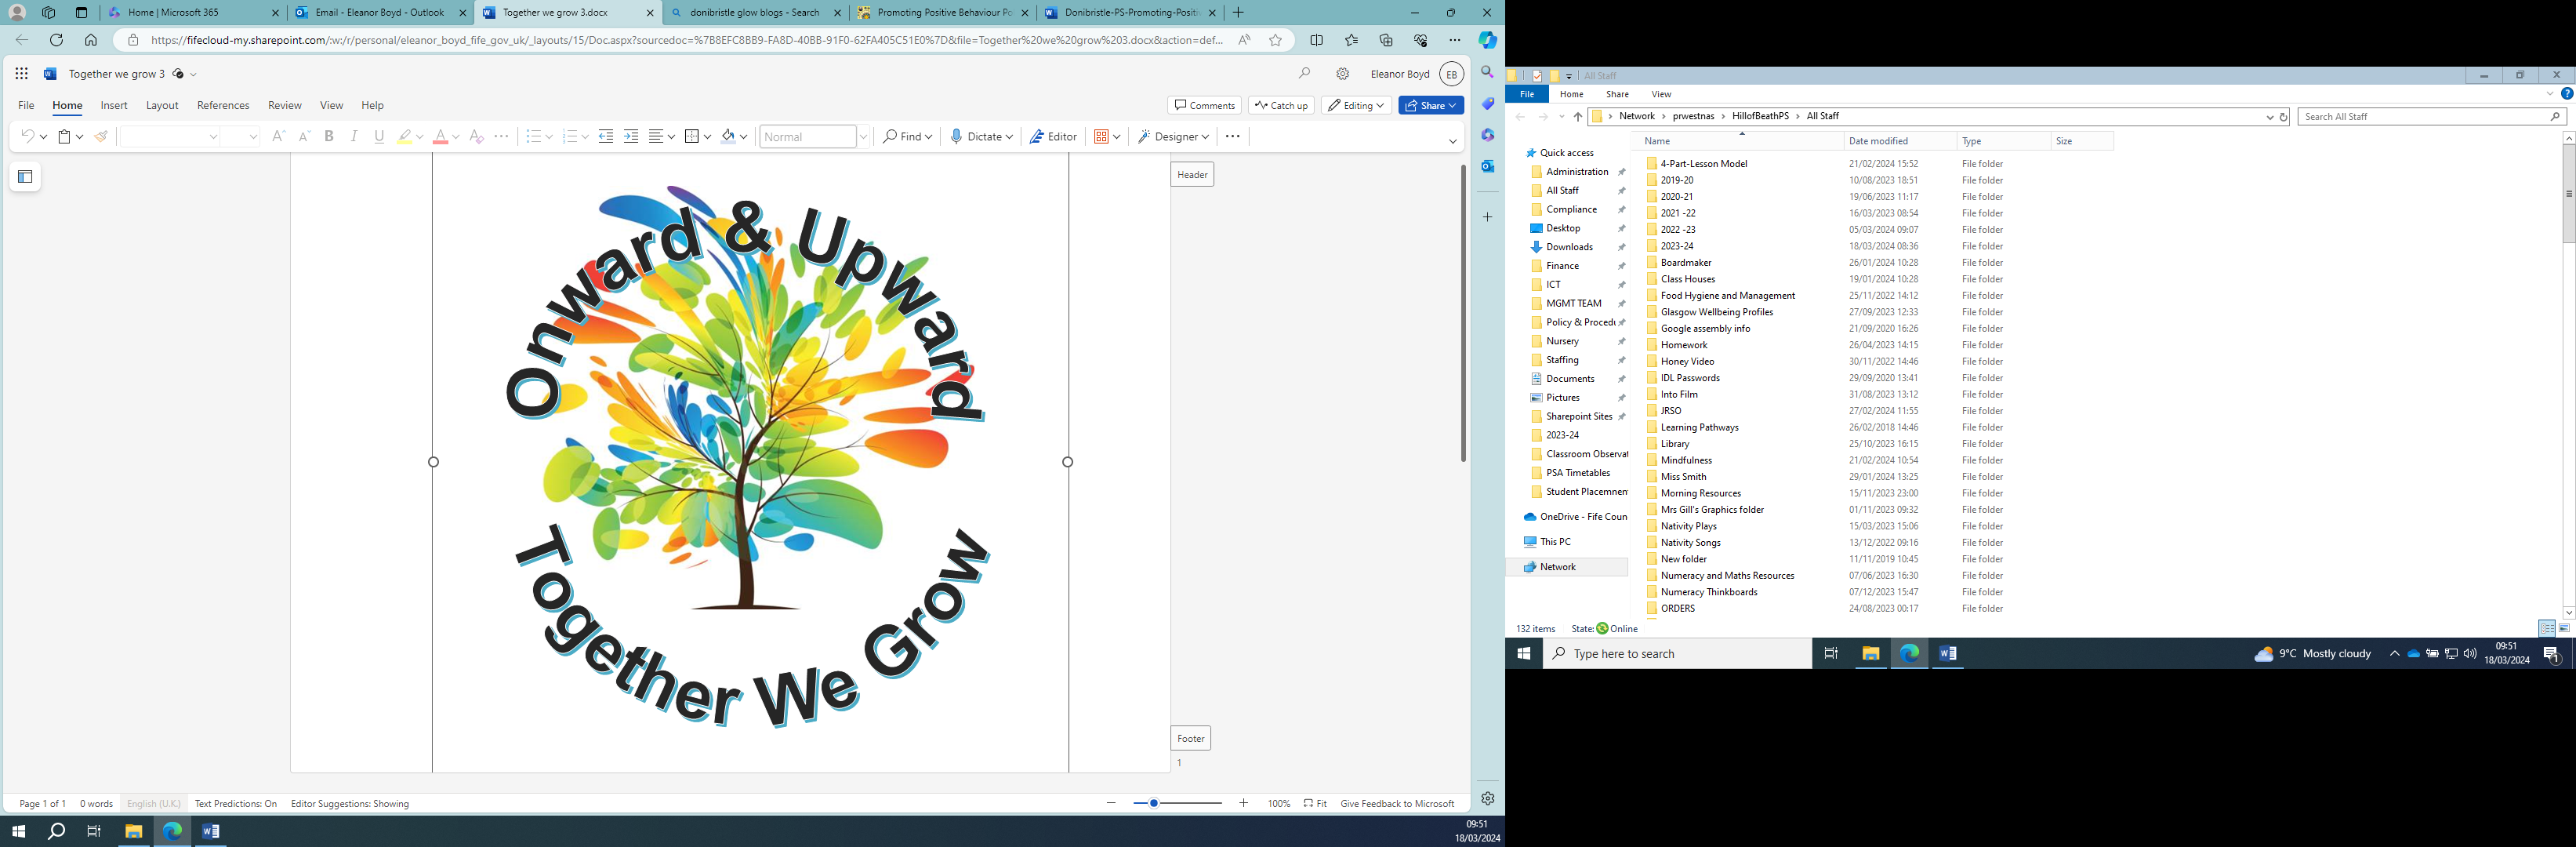 Home | Microsoft 365
Email - Eleanor Boyd - Outlook
Together we grow 3.docx
donibristle glow blogs - Search
Promoting Positive Behaviour Po
Donibristle-PS-Promoting-Positiv
https://fifecloud-my.sharepoint.com/:w:/r/personal/eleanor_boyd_fife_gov_uk/_layouts/15/Doc.aspx?sourcedoc=%7B8EFC8BB9-FA8D-40BB-91F0-62FA405C51E0%7D&file=Together%20we%20grow%203.docx&action=def...
Together we grow 3
Eleanor Boyd
EB
File Home Insert Layout References Review View Help
Comments Catch up Editing Share
Normal
Find Dictate Editor Designer
Header
Onward & Upward
Together We Grow
Footer
1
Page 1 of 1 0 words English (U.K.) Text Predictions: On Editor Suggestions: Showing
100% Fit Give Feedback to Microsoft
09:51
18/03/2024
All Staff
File Home Share View
Network > prwestnas > HillofBeathPS > All Staff
Search All Staff
Name Date modified Type Size
Quick access
Administration
All Staff
Compliance
Desktop
Downloads
Finance
ICT
MGMT TEAM
Policy & Procedu
Nursery
Staffing
Documents
Pictures
Sharepoint Sites
2023-24
Classroom Observat
PSA Timetables
Student Placemnen
OneDrive - Fife Coun
This PC
Network
4-Part-Lesson Model 21/02/2024 15:52 File folder
2019-20 10/08/2023 18:51 File folder
2020-21 19/06/2023 11:17 File folder
2021 -22 16/03/2023 08:54 File folder
2022 -23 05/03/2024 09:07 File folder
2023-24 18/03/2024 08:36 File folder
Boardmaker 26/01/2024 10:28 File folder
Class Houses 19/01/2024 10:28 File folder
Food Hygiene and Management 25/11/2022 14:12 File folder
Glasgow Wellbeing Profiles 27/09/2023 12:33 File folder
Google assembly info 21/09/2020 16:26 File folder
Homework 26/04/2023 14:15 File folder
Honey Video 30/11/2022 14:46 File folder
IDL Passwords 29/09/2020 13:41 File folder
Into Film 31/08/2023 13:12 File folder
JRSO 27/02/2024 11:55 File folder
Learning Pathways 26/02/2018 14:46 File folder
Library 25/10/2023 16:15 File folder
Mindfulness 21/02/2024 10:54 File folder
Miss Smith 29/01/2024 13:25 File folder
Morning Resources 15/11/2023 23:00 File folder
Mrs Gill's Graphics folder 01/11/2023 09:32 File folder
Nativity Plays 15/03/2023 15:06 File folder
Nativity Songs 13/12/2022 09:16 File folder
New folder 11/11/2019 10:45 File folder
Numeracy and Maths Resources 07/06/2023 16:30 File folder
Numeracy Thinkboards 07/12/2023 15:47 File folder
ORDERS 24/08/2023 00:17 File folder
132 items State: Online
Type here to search
9°C Mostly cloudy
09:51
18/03/2024
1